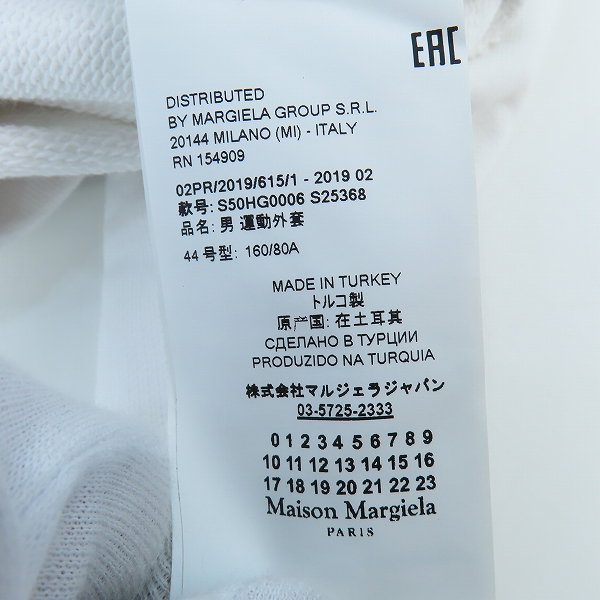 EAC
DISTRIBUTED
BY MARGIELA GROUP S.R.L.
20144 MILANO (MI) - ITALY
RN 154909
02PR/2019/615/1 - 2019 02
款号: S50HG0006 S25368
品名: 男 運動外套
44 号型: 160/80A
MADE IN TURKEY
トルコ製
原产国: 在土耳其
СДЕЛАНО В ТУРЦИИ
PRODUZIDO NA TURQUIA
株式会社マルジェラジャパン
03-5725-2333
0 1 2 3 4 5 6 7 8 9
10 11 12 13 14 15 16
17 18 19 20 21 22 23
Maison Margiela
PARIS